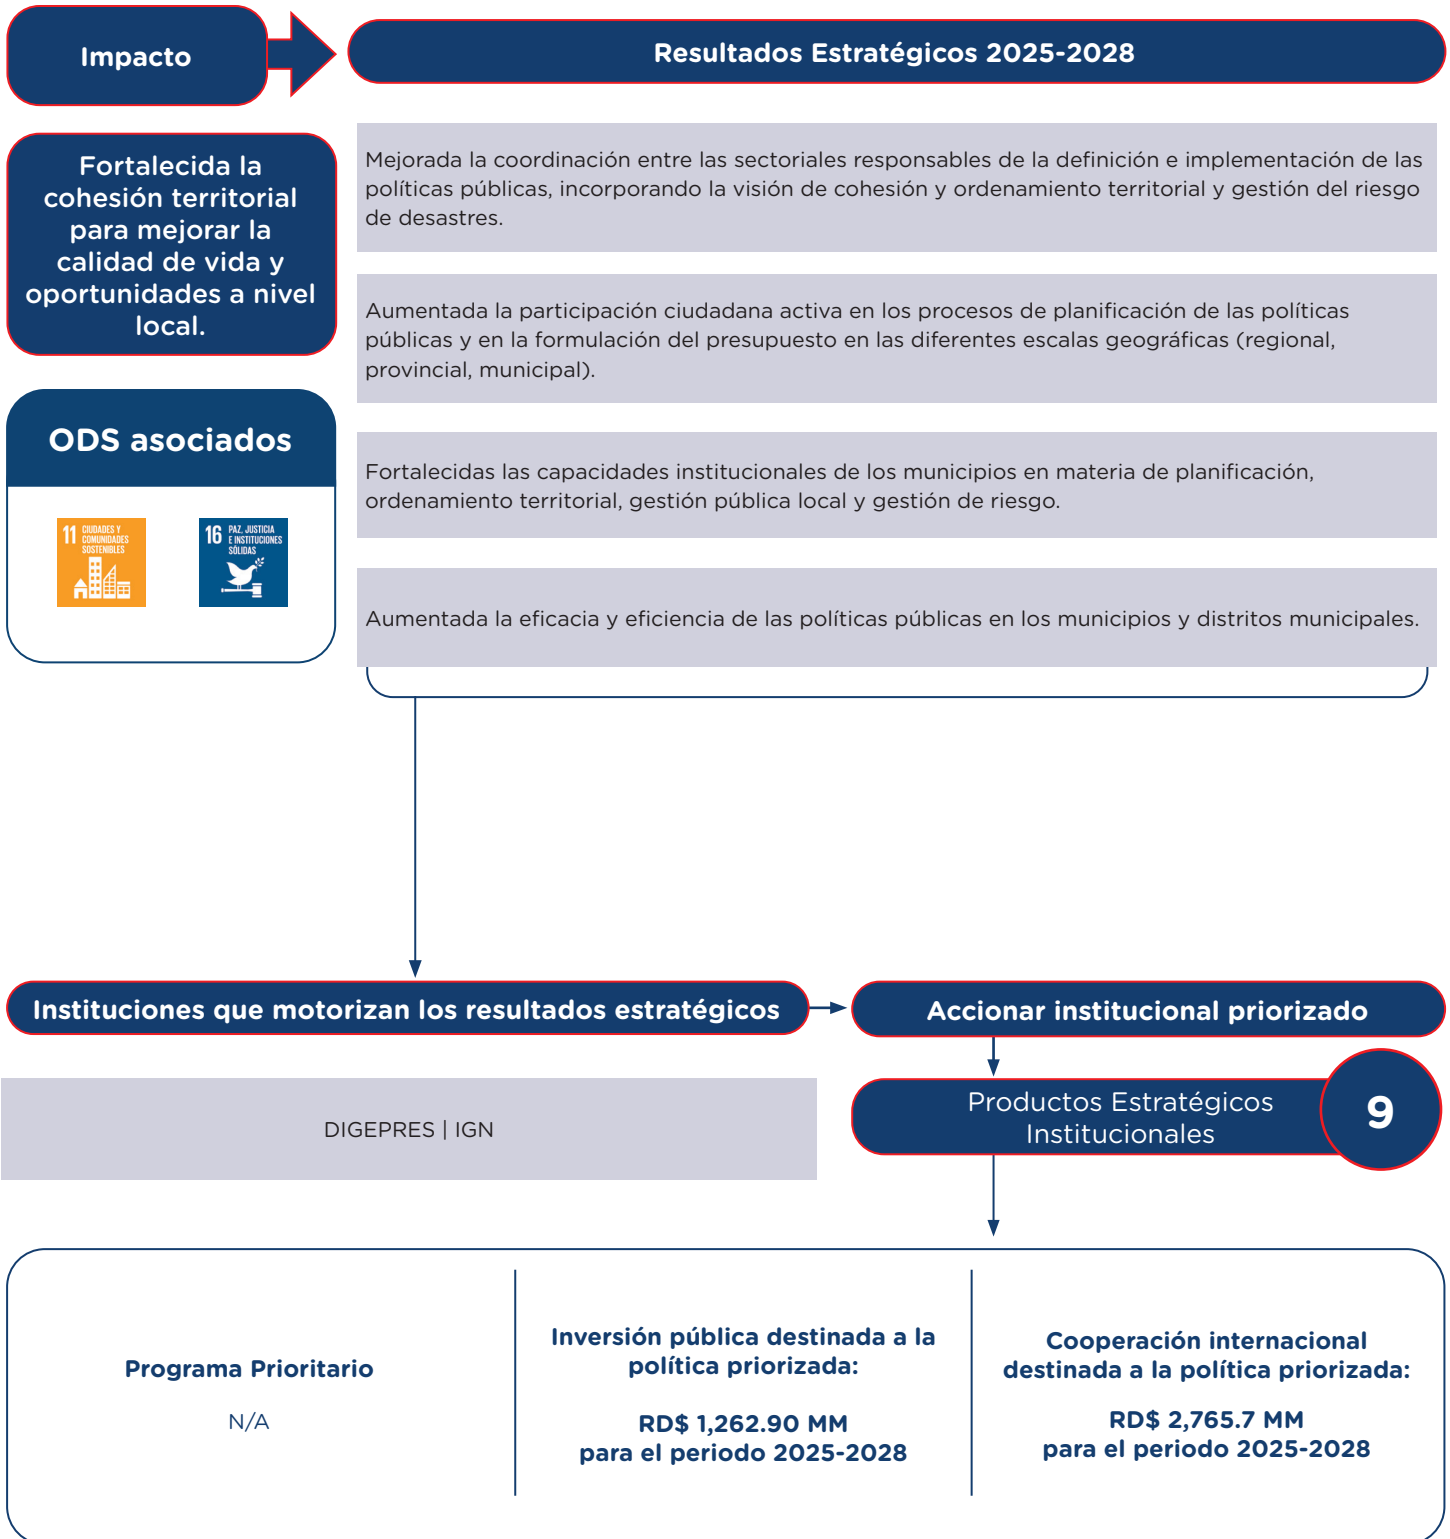 Impacto
Resultados Estratégicos 2025-2028
Fortalecida la
cohesión territorial
para mejorar la
calidad de vida y
oportunidades a nivel
local.
Mejorada la coordinación entre las sectoriales responsables de la definición e implementación de las
políticas públicas, incorporando la visión de cohesión y ordenamiento territorial y gestión del riesgo
de desastres.
Aumentada la participación ciudadana activa en los procesos de planificación de las políticas
públicas y en la formulación del presupuesto en las diferentes escalas geográficas (regional,
provincial, municipal).
ODS asociados
11 CIUDADES Y
COMUNIDADES
SOSTENIBLES
16 PAZ, JUSTICIA
E INSTITUCIONES
SÓLIDAS
Fortalecidas las capacidades institucionales de los municipios en materia de planificación,
ordenamiento territorial, gestión pública local y gestión de riesgo.
Aumentada la eficacia y eficiencia de las políticas públicas en los municipios y distritos municipales.
Instituciones que motorizan los resultados estratégicos
Accionar institucional priorizado
DIGEPRES | IGN
Productos Estratégicos
Institucionales
9
Programa Prioritario
N/A
Inversión pública destinada a la
política priorizada:
RD$ 1,262.90 MM
para el periodo 2025-2028
Cooperación internacional
destinada a la política priorizada:
RD$ 2,765.7 MM
para el periodo 2025-2028